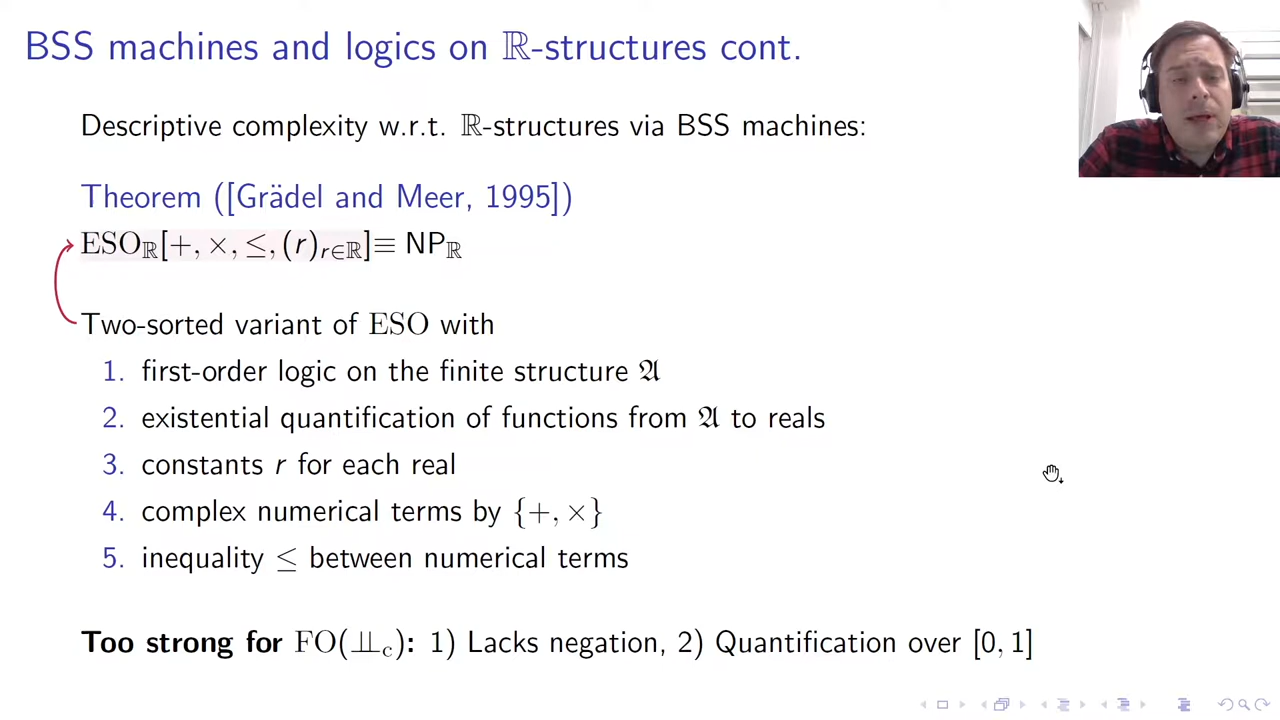 BSS machines and logics on ℝ-structures cont.
Descriptive complexity w.r.t. ℝ-structures via BSS machines:
Theorem ([Grädel and Meer, 1995])
ESO_ℝ[+, ×, ≤, (r)_{r∈ℝ}] ≡ NP_ℝ
Two-sorted variant of ESO with
1. first-order logic on the finite structure 𝔄
2. existential quantification of functions from 𝔄 to reals
3. constants r for each real
4. complex numerical terms by {+, ×}
5. inequality ≤ between numerical terms
Too strong for FO(⫫_c): 1) Lacks negation, 2) Quantification over [0, 1]